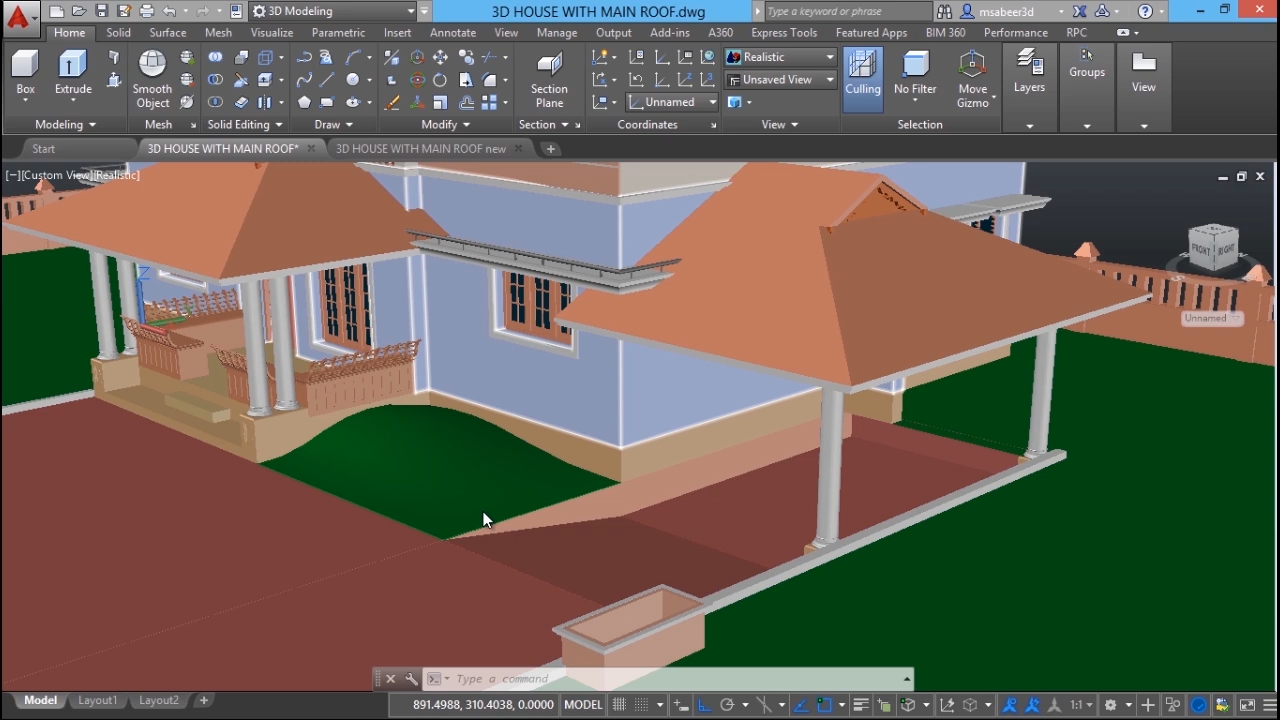 3D Modeling
3D HOUSE WITH MAIN ROOF.dwg
Type a keyword or phrase
msabeer3d
Home Solid Surface Mesh Visualize Parametric Insert Annotate View Manage Output Add-ins A360 Express Tools Featured Apps BIM 360 Performance RPC
Box
Extrude
Smooth Object
Section Plane
Unnamed
Realistic
Unsaved View
Culling
No Filter
Move Gizmo
Layers
Groups
View
Modeling Mesh Solid Editing Draw Modify Section Coordinates View Selection
Start 3D HOUSE WITH MAIN ROOF* 3D HOUSE WITH MAIN ROOF new
[−][Custom View][Realistic]
FRONT RIGHT
Unnamed
Z
Type a command
Model Layout1 Layout2 891.4988, 310.4038, 0.0000 MODEL 1:1